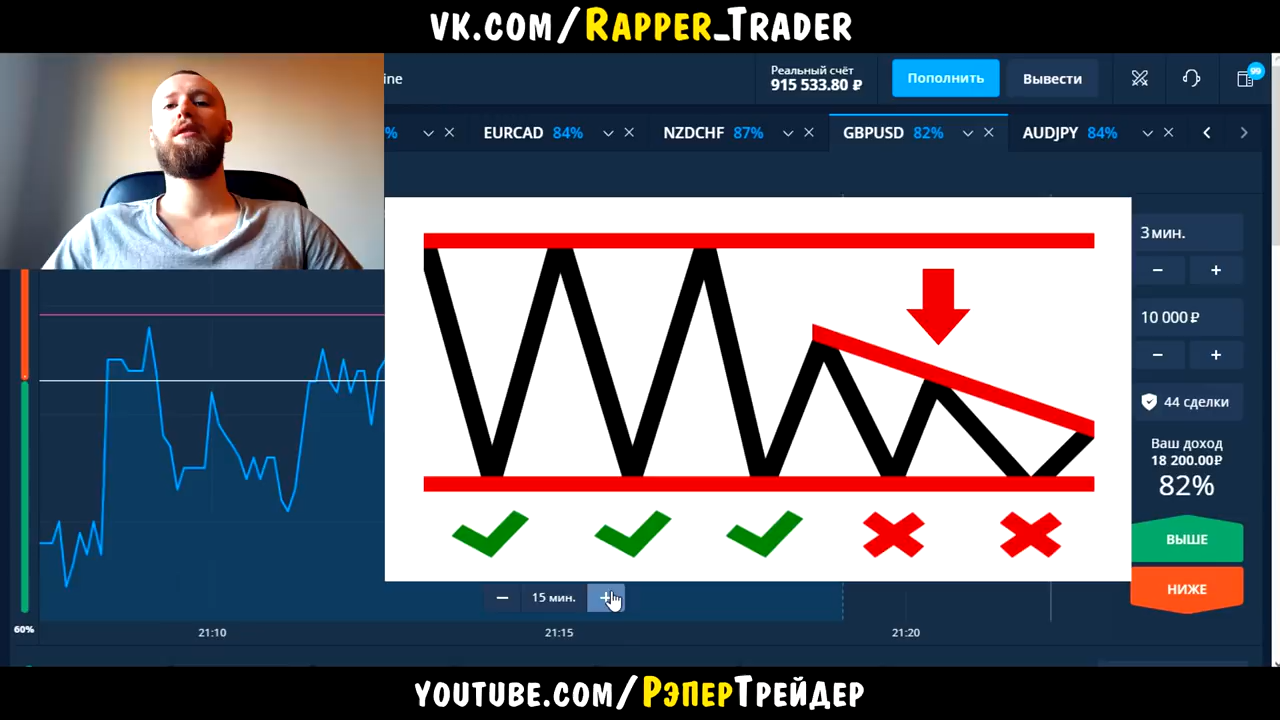 VK.COM/RAPPER_TRADER
ine
Реальный счёт
915 533.80 ₽
Пополнить
Вывести
99
%
EURCAD 84%
NZDCHF 87%
GBPUSD 82%
AUDJPY 84%
3 мин.
− +
10 000 ₽
− +
44 сделки
Ваш доход
18 200.00₽
82%
ВЫШЕ
НИЖЕ
− 15 мин. +
60%
21:10 21:15 21:20
YOUTUBE.COM/РЭПЕРТРЕЙДЕР